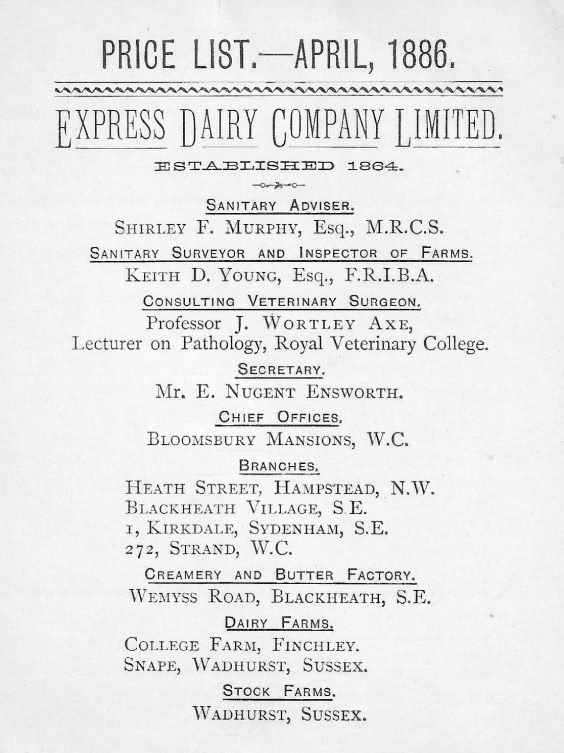 PRICE LIST.—APRIL, 1886.
EXPRESS DAIRY COMPANY LIMITED.
ESTABLISHED 1864.
SANITARY ADVISER.
SHIRLEY F. MURPHY, Esq., M.R.C.S.
SANITARY SURVEYOR AND INSPECTOR OF FARMS.
KEITH D. YOUNG, Esq., F.R.I.B.A.
CONSULTING VETERINARY SURGEON.
Professor J. WORTLEY AXE,
Lecturer on Pathology, Royal Veterinary College.
SECRETARY.
Mr. E. NUGENT ENSWORTH.
CHIEF OFFICES.
BLOOMSBURY MANSIONS, W.C.
BRANCHES.
HEATH STREET, HAMPSTEAD, N.W.
BLACKHEATH VILLAGE, S.E.
1, KIRKDALE, SYDENHAM, S.E.
272, STRAND, W.C.
CREAMERY AND BUTTER FACTORY.
WEMYSS ROAD, BLACKHEATH, S.E.
DAIRY FARMS.
COLLEGE FARM, FINCHLEY.
SNAPE, WADHURST, SUSSEX.
STOCK FARMS.
WADHURST, SUSSEX.